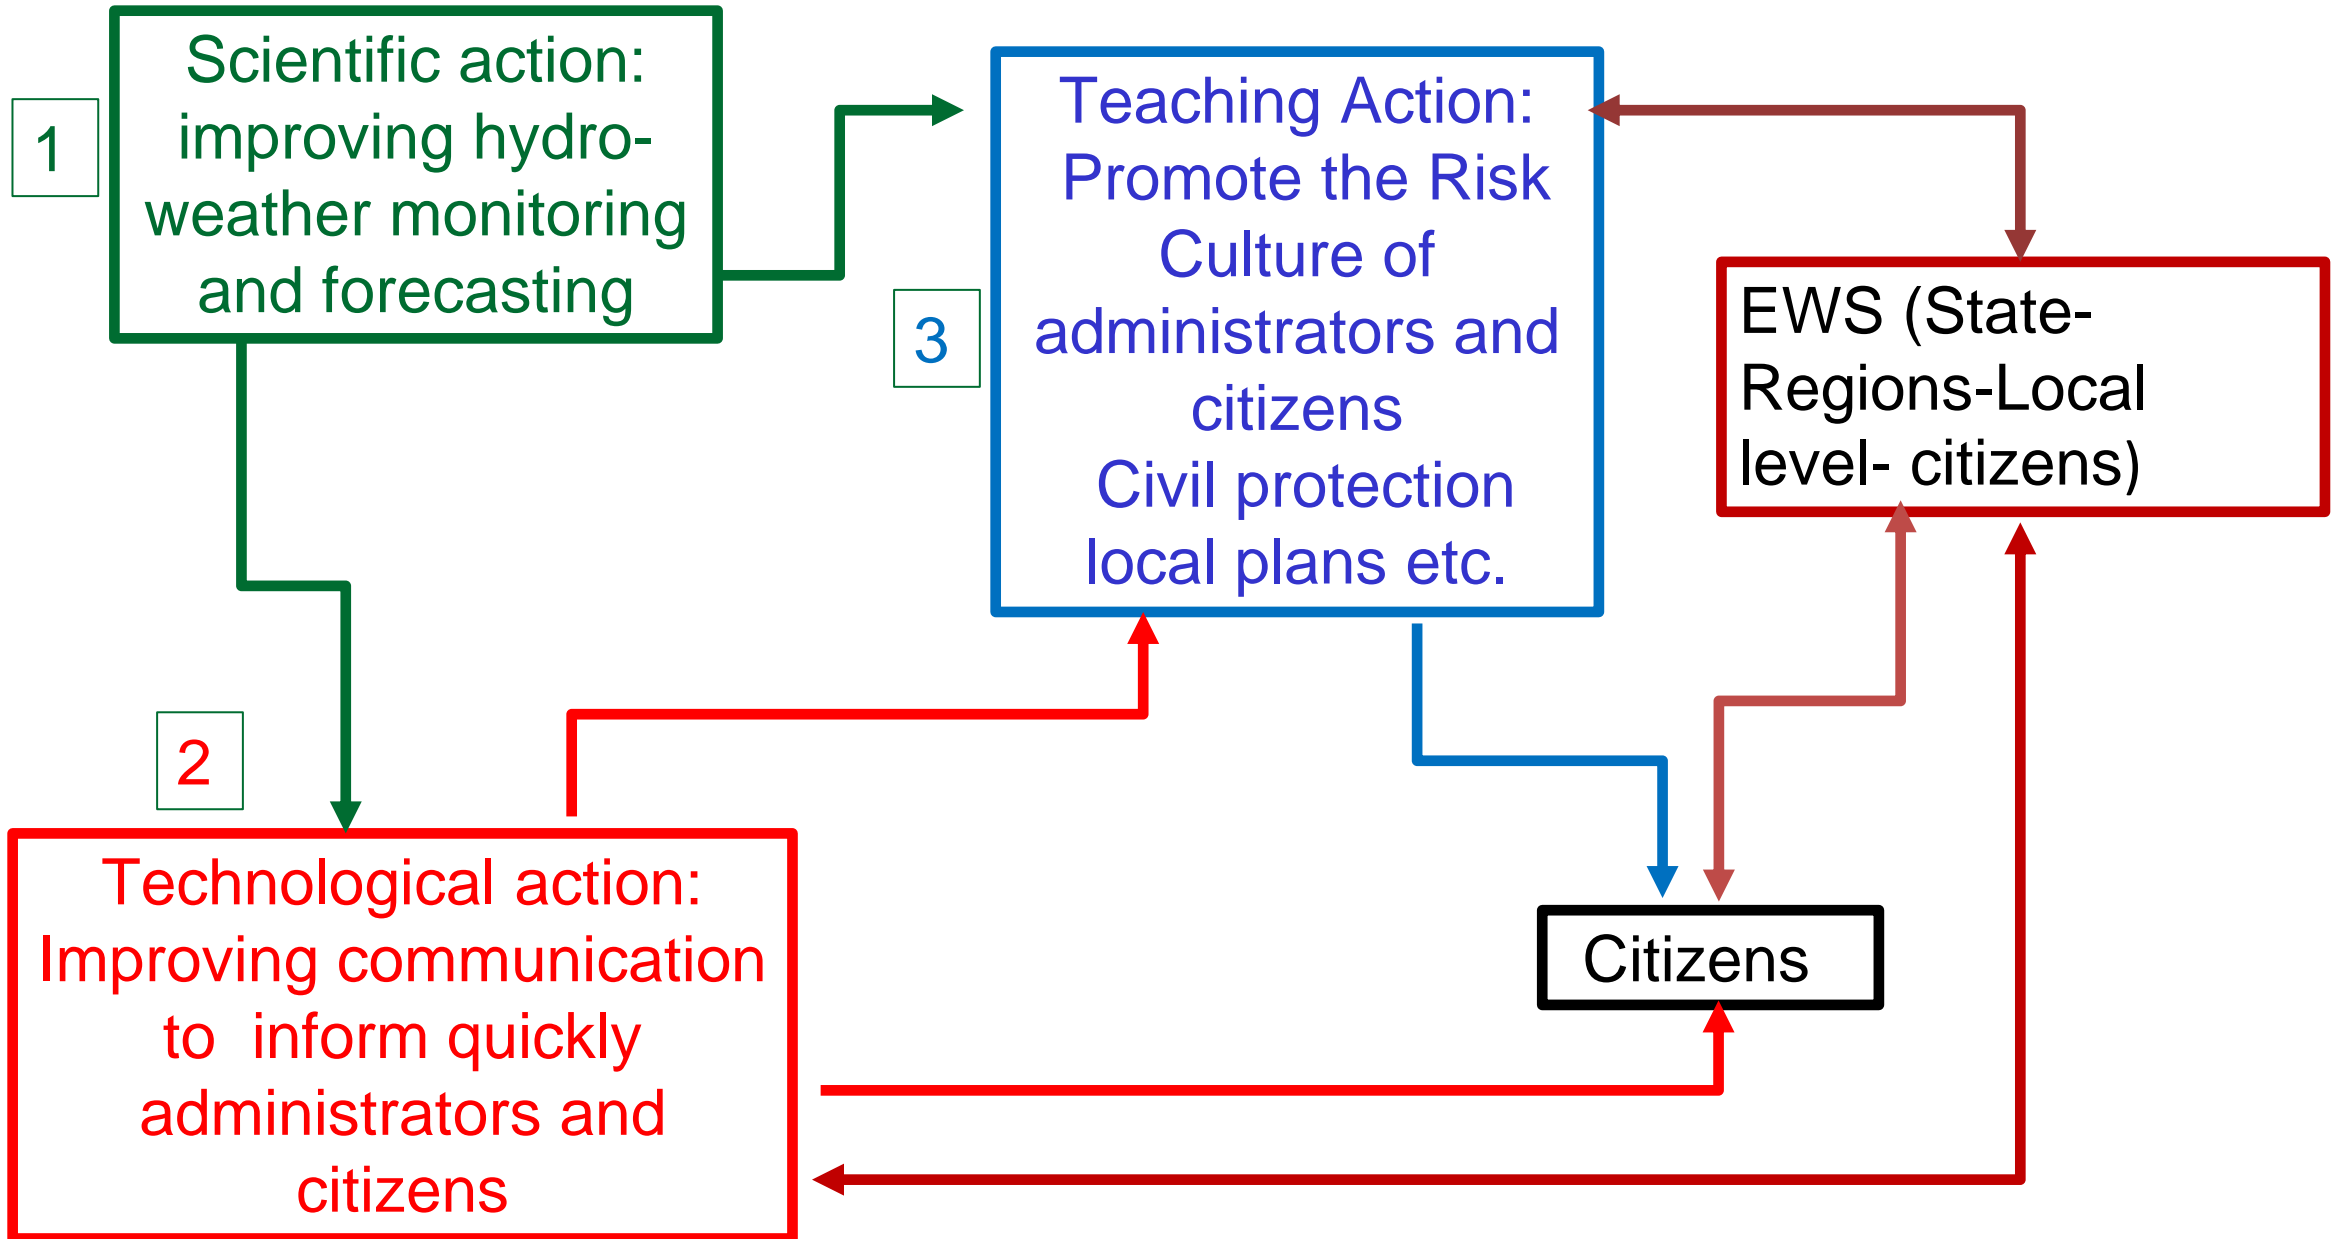 1
Scientific action:
improving hydro-
weather monitoring
and forecasting
2
Technological action:
Improving communication
to  inform quickly
administrators and
citizens
3
Teaching Action:
Promote the Risk
Culture of
administrators and
citizens
Civil protection
local plans etc.
EWS (State-
Regions-Local
level- citizens)
Citizens